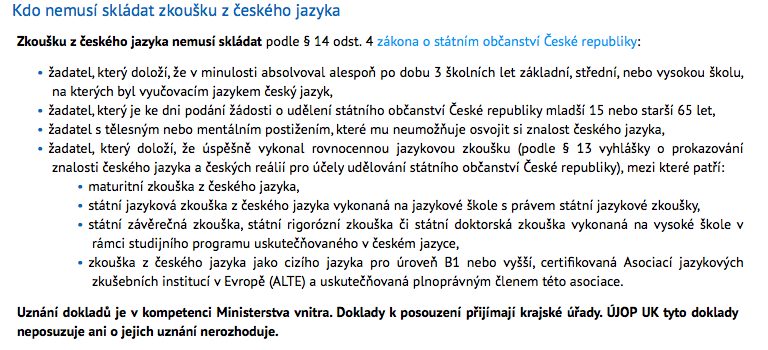 Kdo nemusí skládat zkoušku z českého jazyka
Zkoušku z českého jazyka nemusí skládat podle § 14 odst. 4 zákona o státním občanství České republiky:
• žadatel, který doloží, že v minulosti absolvoval alespoň po dobu 3 školních let základní, střední, nebo vysokou školu,
na kterých byl vyučovacím jazykem český jazyk,
• žadatel, který je ke dni podání žádosti o udělení státního občanství České republiky mladší 15 nebo starší 65 let,
• žadatel s tělesným nebo mentálním postižením, které mu neumožňuje osvojit si znalost českého jazyka,
• žadatel, který doloží, že úspěšně vykonal rovnocennou jazykovou zkoušku (podle § 13 vyhlášky o prokazování
znalosti českého jazyka a českých reálií pro účely udělování státního občanství České republiky), mezi které patří:
• maturitní zkouška z českého jazyka,
• státní jazyková zkouška z českého jazyka vykonaná na jazykové škole s právem státní jazykové zkoušky,
• státní závěrečná zkouška, státní rigorózní zkouška či státní doktorská zkouška vykonaná na vysoké škole v
rámci studijního programu uskutečňovaného v českém jazyce,
• zkouška z českého jazyka jako cizího jazyka pro úroveň B1 nebo vyšší, certifikovaná Asociací jazykových
zkušebních institucí v Evropě (ALTE) a uskutečňovaná plnoprávným členem této asociace.
Uznání dokladů je v kompetenci Ministerstva vnitra. Doklady k posouzení přijímají krajské úřady. ÚJOP UK tyto doklady
neposuzuje ani o jejich uznání nerozhoduje.